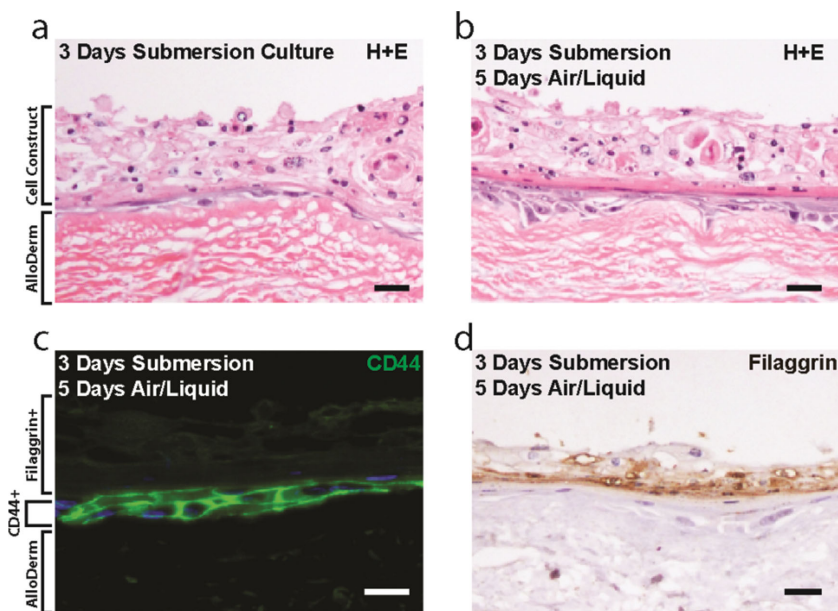 a
3 Days Submersion Culture H+E
Cell Construct
AlloDerm
b
3 Days Submersion H+E
5 Days Air/Liquid
c
3 Days Submersion CD44
5 Days Air/Liquid
Filaggrin+
CD44+
AlloDerm
d
3 Days Submersion Filaggrin
5 Days Air/Liquid